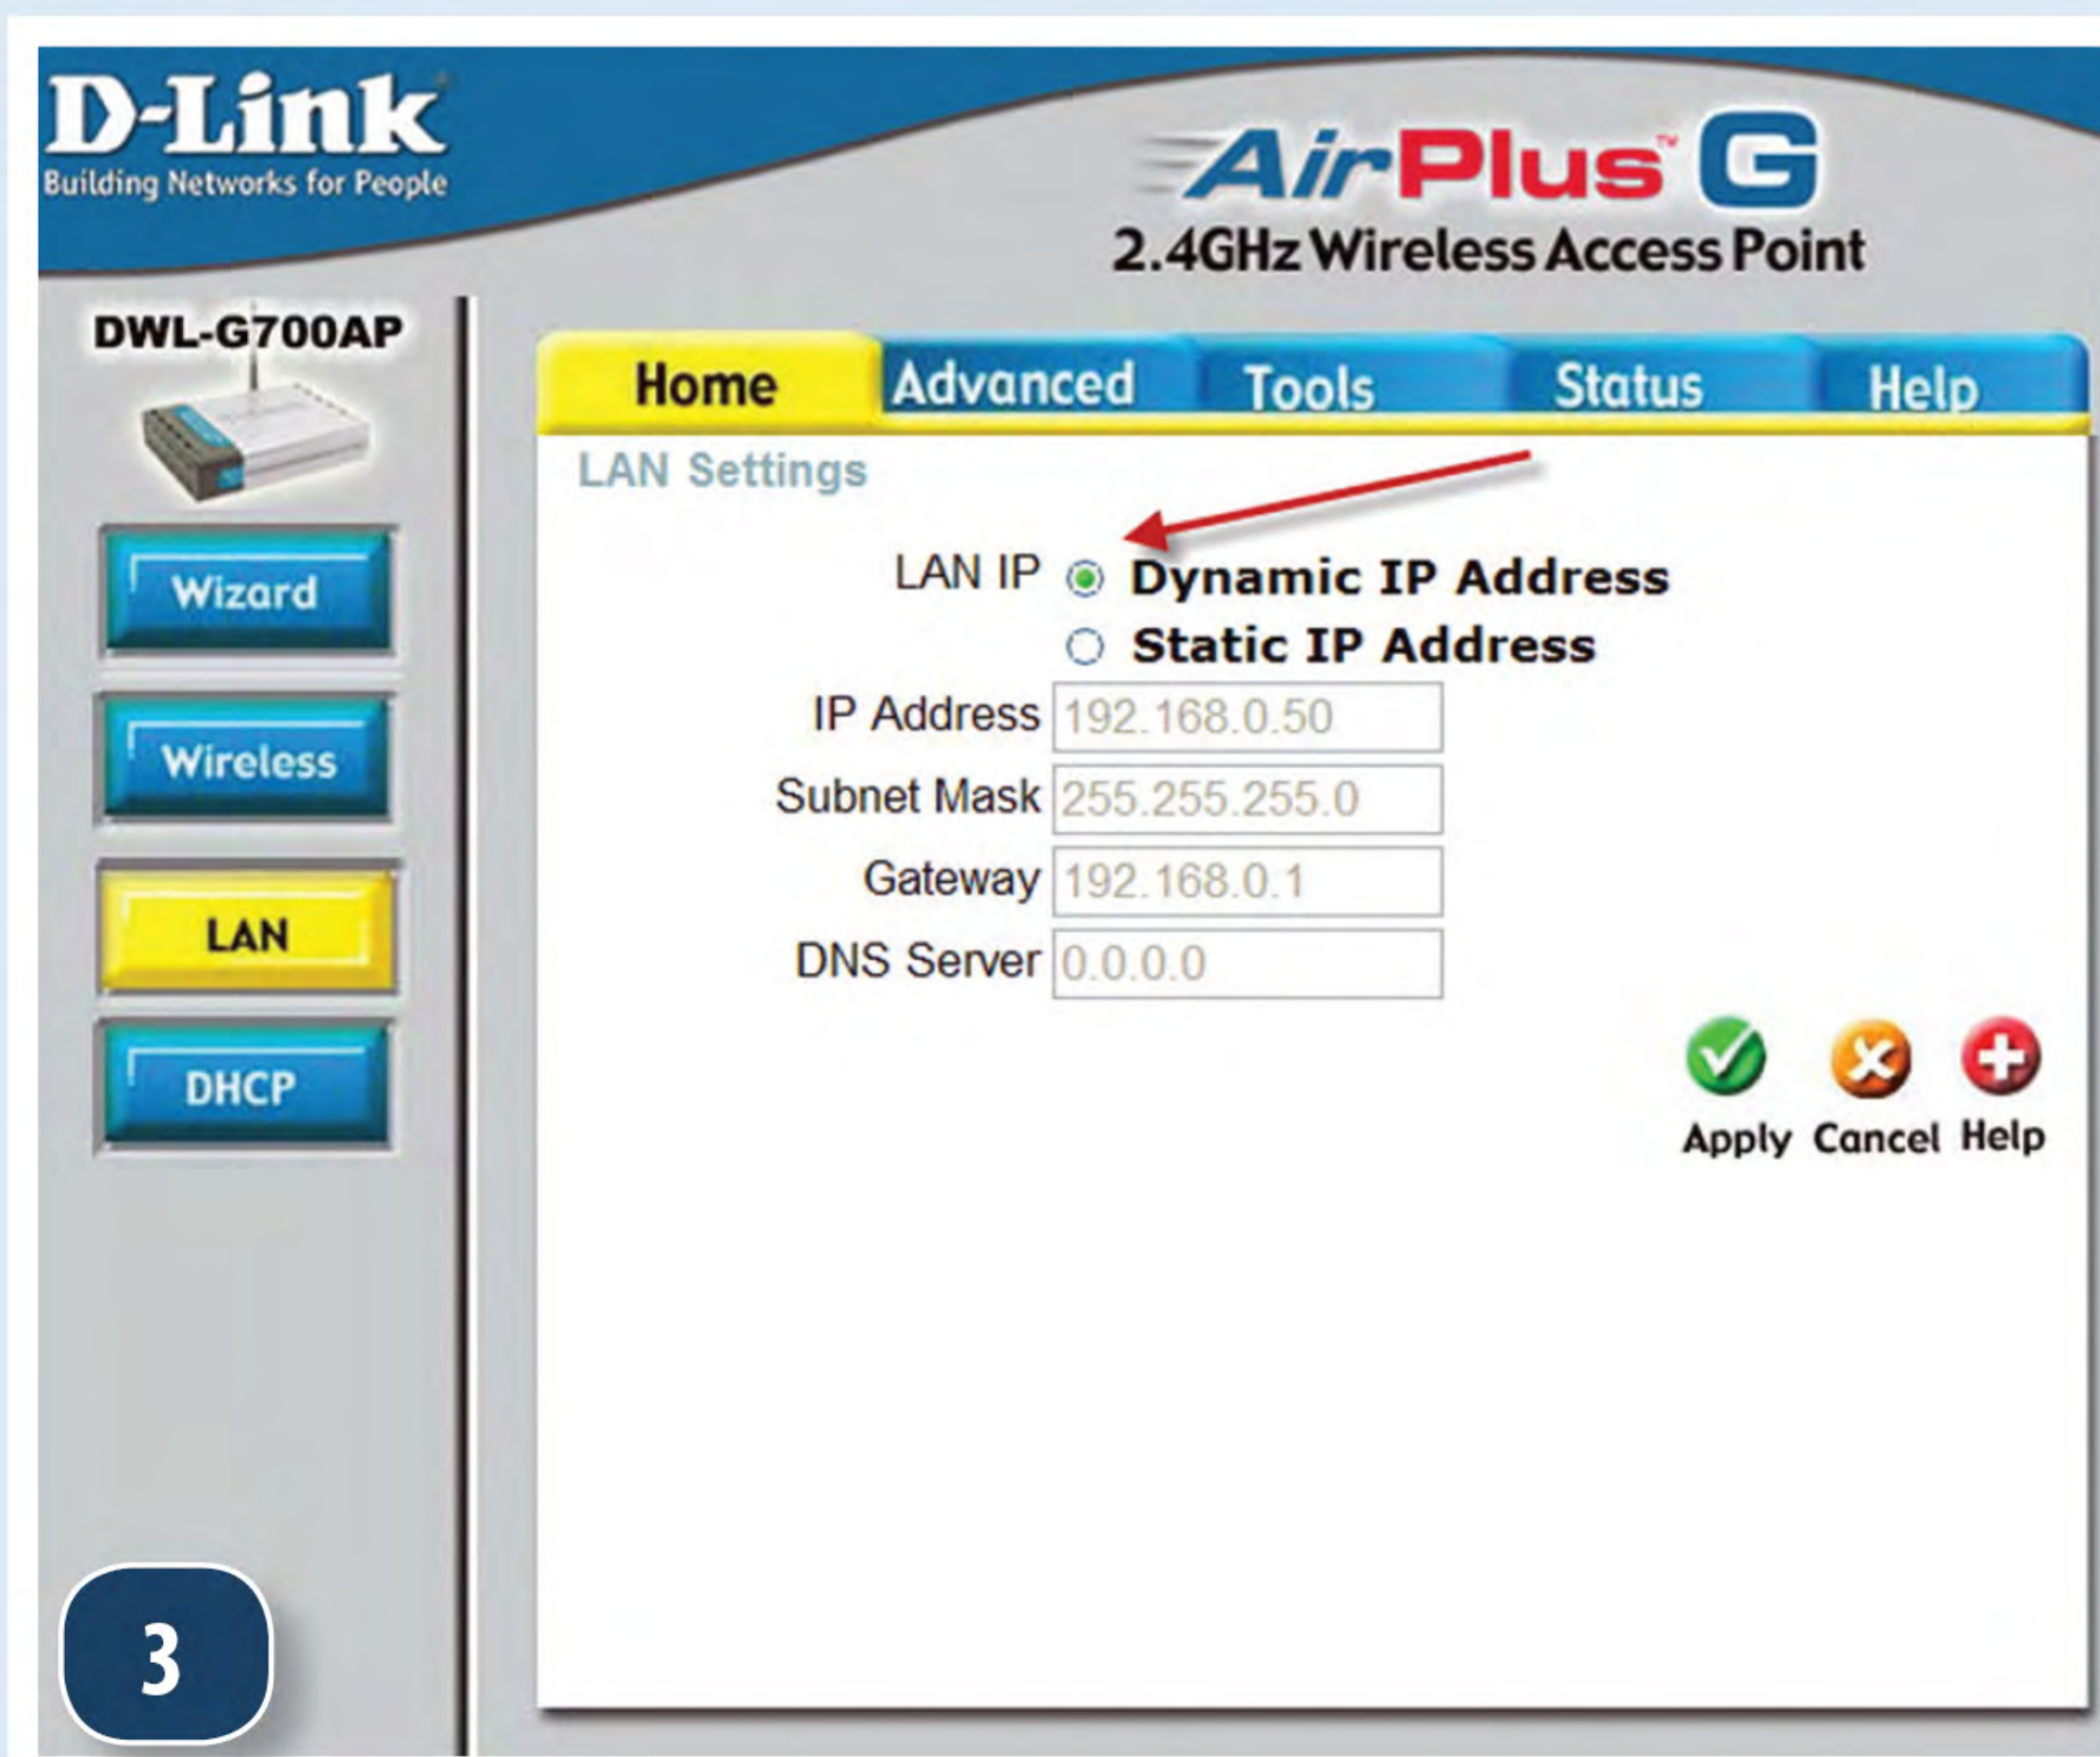 D-Link
Building Networks for People
AirPlus™ G
2.4GHz Wireless Access Point
DWL-G700AP
Home Advanced Tools Status Help
LAN Settings
LAN IP Dynamic IP Address
Static IP Address
IP Address 192.168.0.50
Subnet Mask 255.255.255.0
Gateway 192.168.0.1
DNS Server 0.0.0.0
Apply Cancel Help
Wizard
Wireless
LAN
DHCP
3